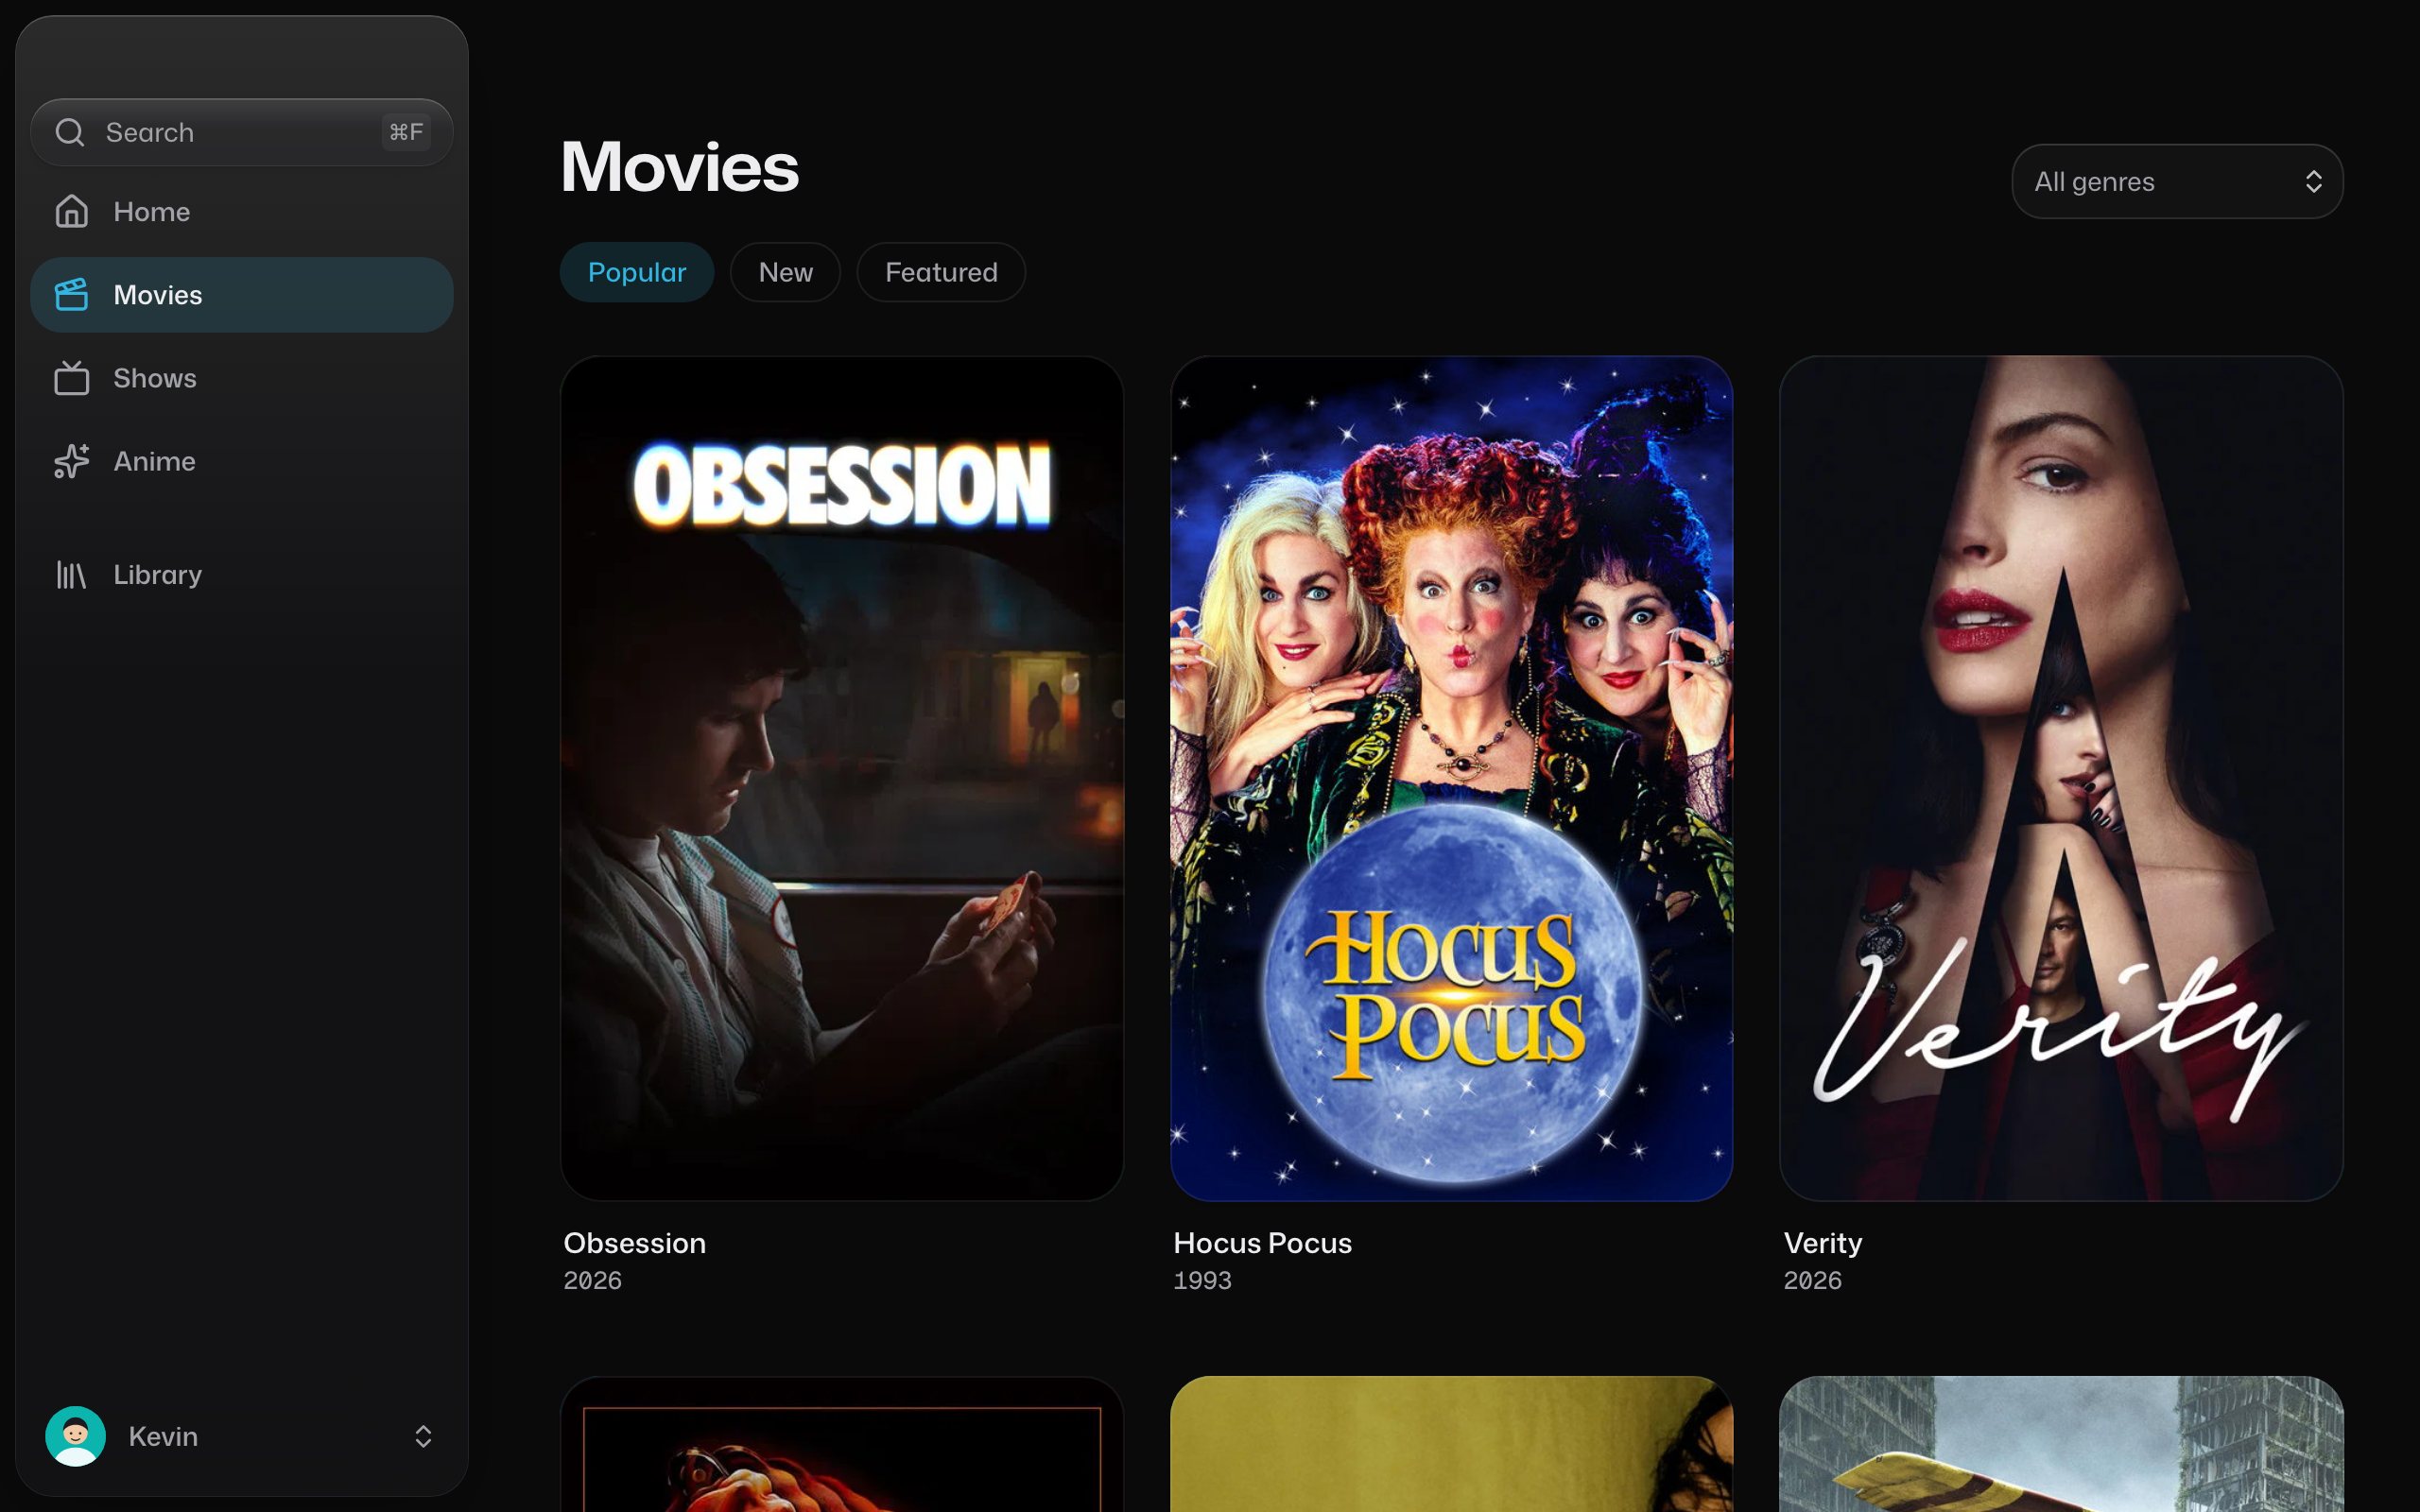 Search
⌘F
Home
Movies
Shows
Anime
Library
Kevin
Movies
All genres
Popular
New
Featured
OBSESSION
HOCUS
POCUS
Verity
Obsession
2026
Hocus Pocus
1993
Verity
2026